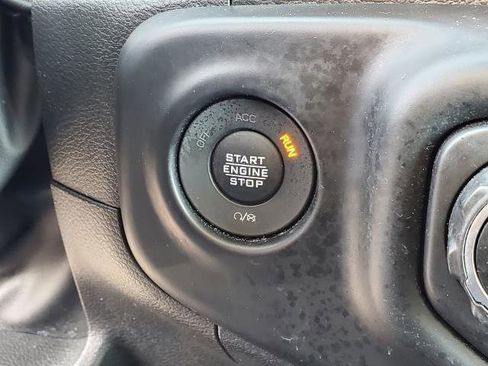 ACC
OFF
RUN
START
ENGINE
STOP